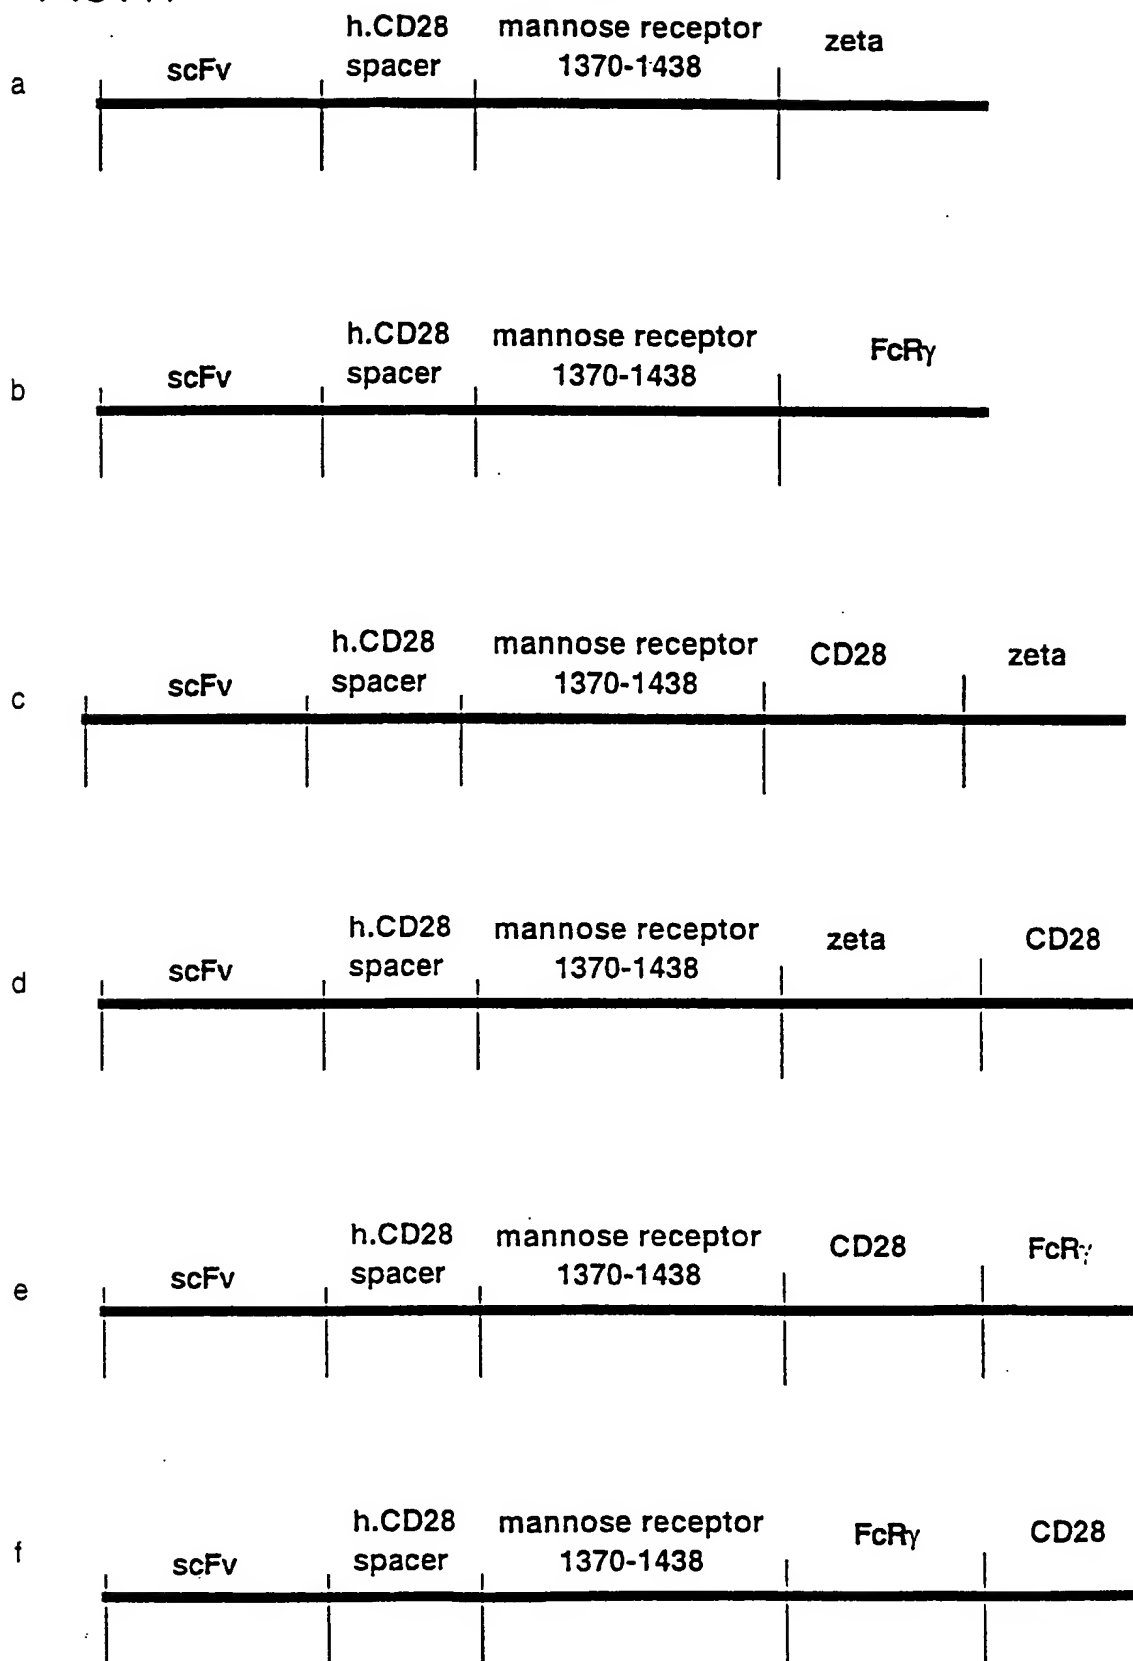 h.CD28 mannose receptor zeta
scFv spacer 1370-1438
a
h.CD28 mannose receptor FcRγ
scFv spacer 1370-1438
b
h.CD28 mannose receptor CD28 zeta
scFv spacer 1370-1438
c
h.CD28 mannose receptor zeta CD28
scFv spacer 1370-1438
d
h.CD28 mannose receptor CD28 FcRγ
scFv spacer 1370-1438
e
h.CD28 mannose receptor FcRγ CD28
scFv spacer 1370-1438
f